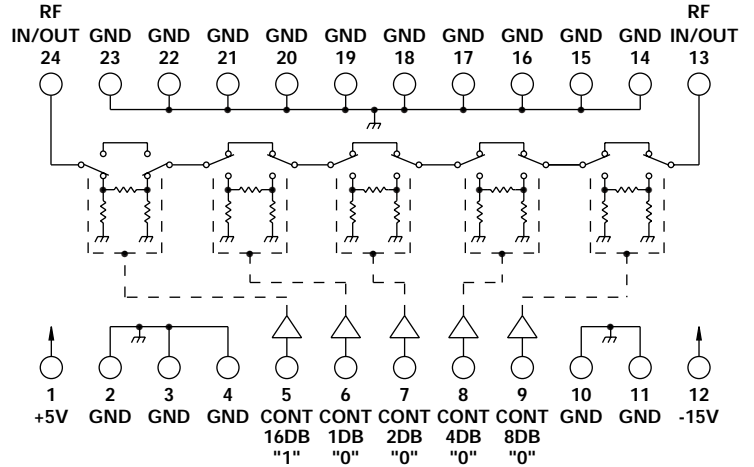 RF RF
IN/OUT GND GND GND GND GND GND GND GND GND GND IN/OUT
24 23 22 21 20 19 18 17 16 15 14 13
1 2 3 4 5 6 7 8 9 10 11 12
+5V GND GND GND CONT CONT CONT CONT CONT GND GND -15V
16DB 1DB 2DB 4DB 8DB
"1" "0" "0" "0" "0"